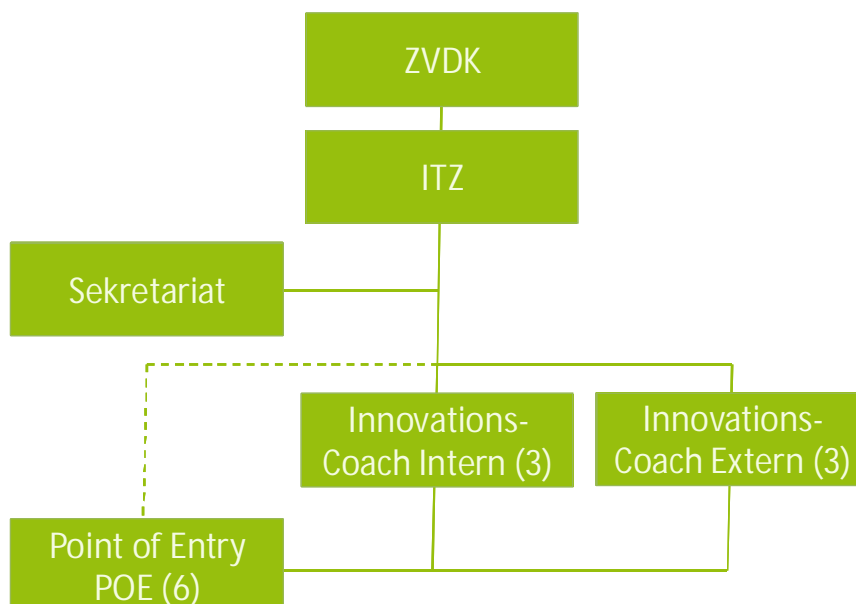 ZVDK
ITZ
Sekretariat
Innovations-
Coach Intern (3)
Innovations-
Coach Extern (3)
Point of Entry
POE (6)